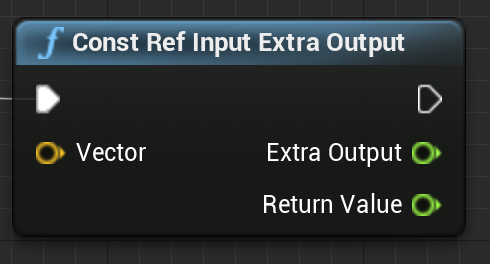 f Const Ref Input Extra Output
Vector
Extra Output
Return Value